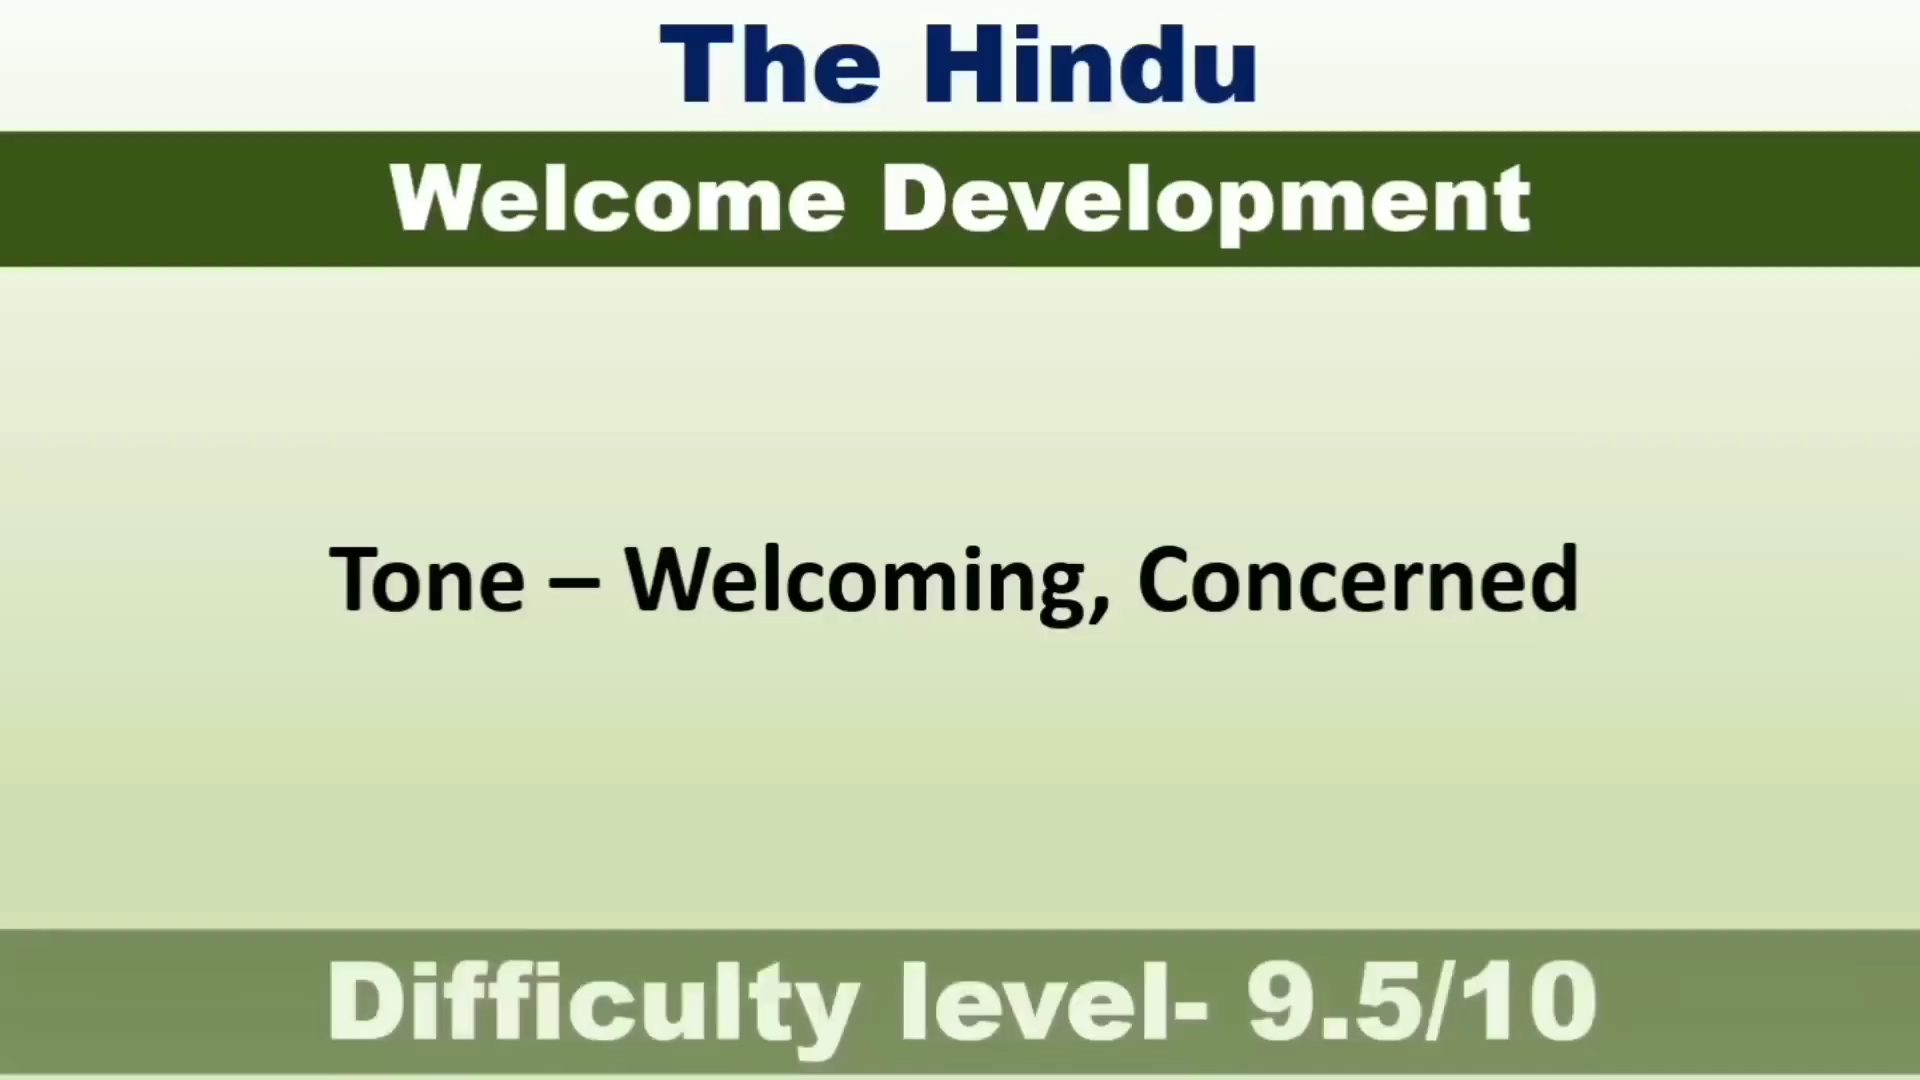 The Hindu
Welcome Development
Tone – Welcoming, Concerned
Difficulty level- 9.5/10